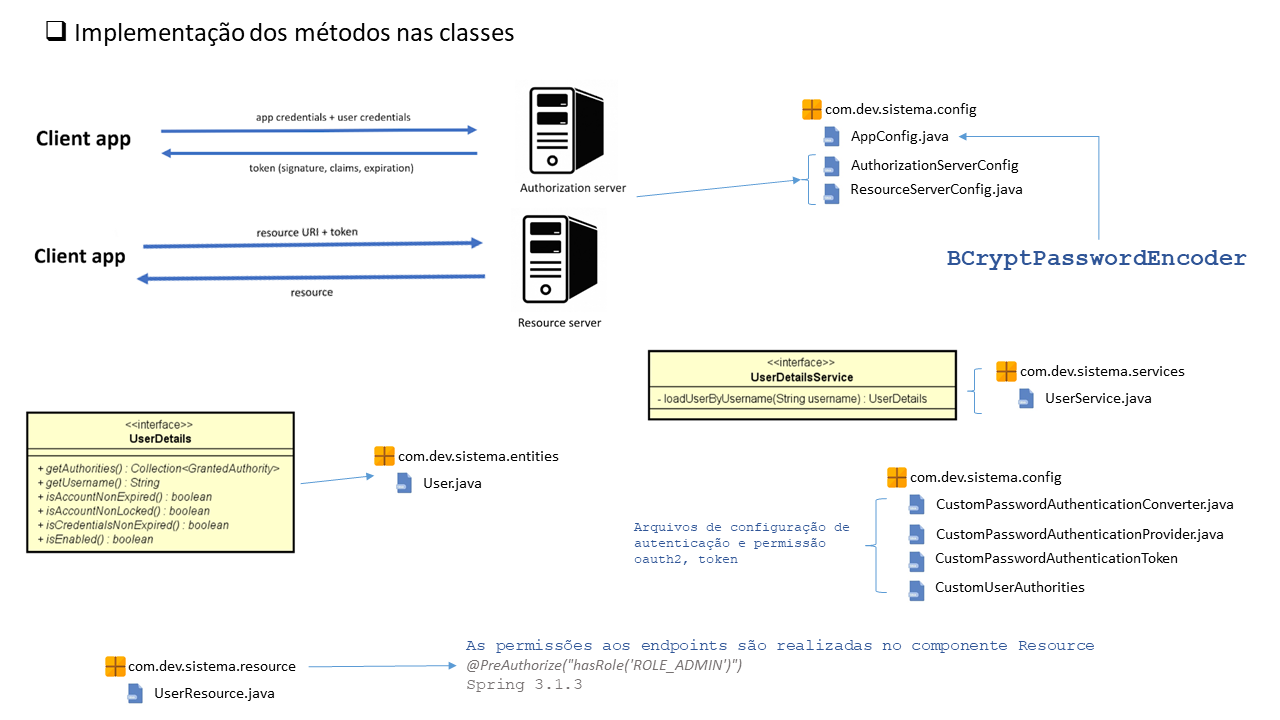 Implementação dos métodos nas classes
Client app
app credentials + user credentials
token (signature, claims, expiration)
Authorization server
Client app
resource URI + token
resource
Resource server
com.dev.sistema.config
AppConfig.java
AuthorizationServerConfig
ResourceServerConfig.java
BCryptPasswordEncoder
<<interface>>
UserDetailsService
- loadUserByUsername(String username) : UserDetails
com.dev.sistema.services
UserService.java
<<interface>>
UserDetails
+ getAuthorities() : Collection<GrantedAuthority>
+ getUsername() : String
+ isAccountNonExpired() : boolean
+ isAccountNonLocked() : boolean
+ isCredentialsNonExpired() : boolean
+ isEnabled() : boolean
com.dev.sistema.entities
User.java
Arquivos de configuração de
autenticação e permissão
oauth2, token
com.dev.sistema.config
CustomPasswordAuthenticationConverter.java
CustomPasswordAuthenticationProvider.java
CustomPasswordAuthenticationToken
CustomUserAuthorities
com.dev.sistema.resource
UserResource.java
As permissões aos endpoints são realizadas no componente Resource
@PreAuthorize("hasRole('ROLE_ADMIN')")
Spring 3.1.3